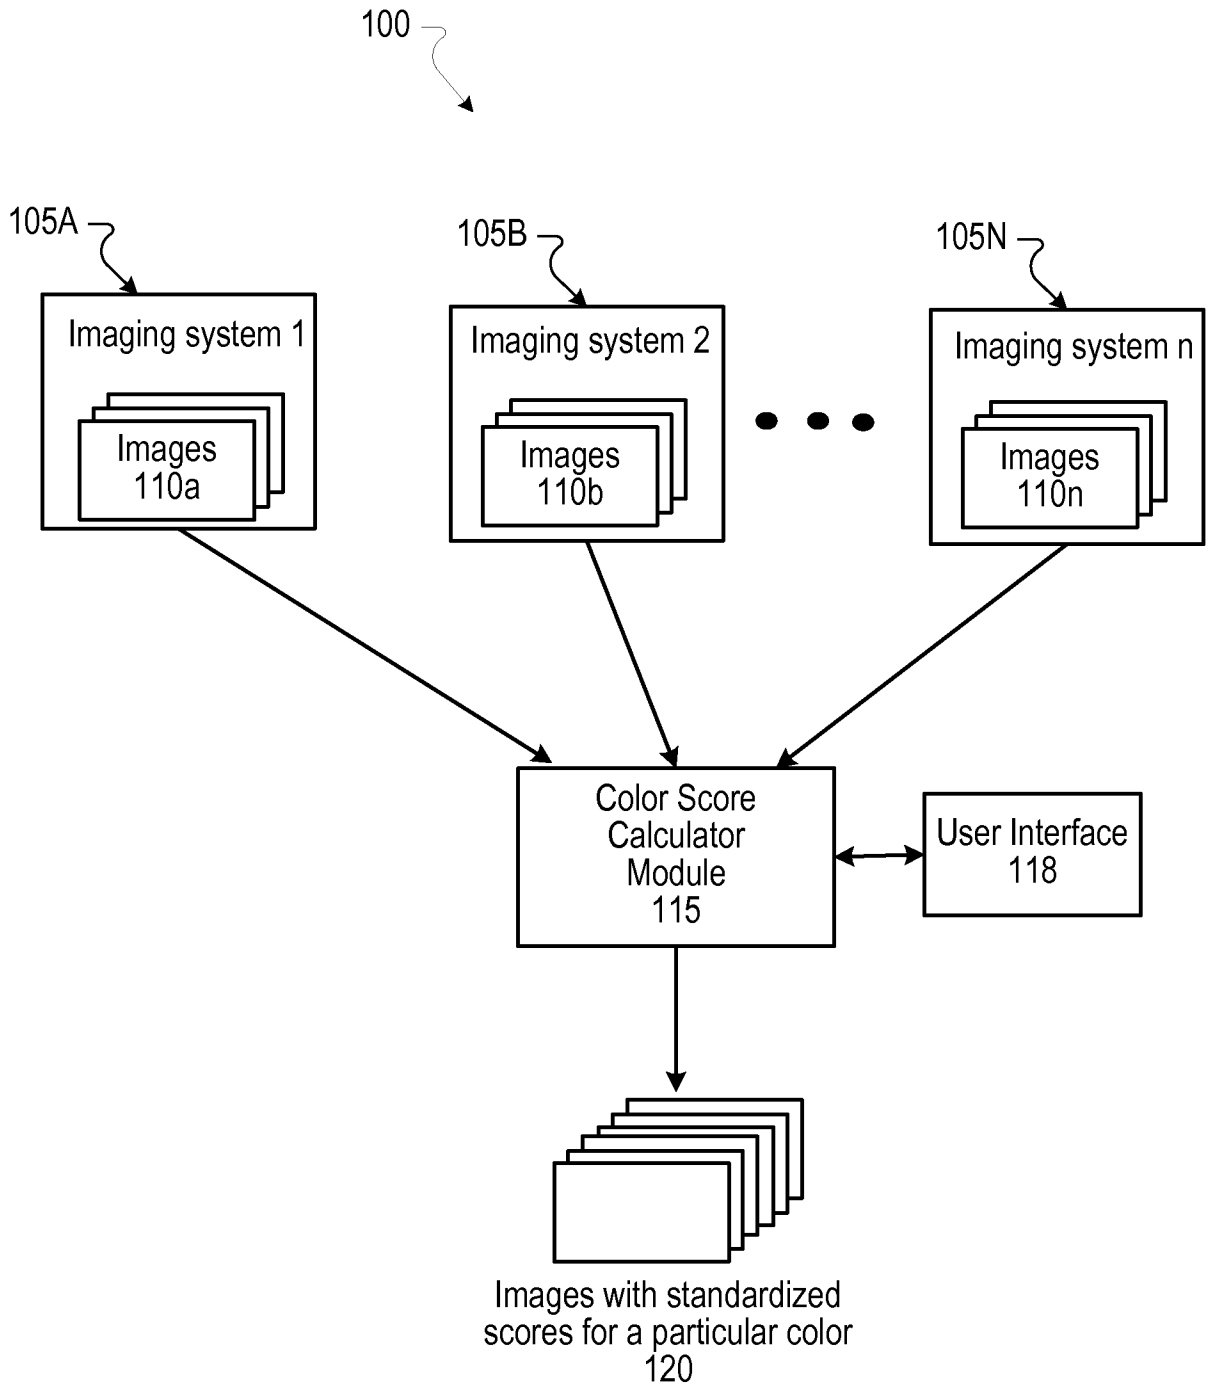 100
105A
105B
105N
Imaging system 1
Images
110a
Imaging system 2
Images
110b
Imaging system n
Images
110n
Color Score
Calculator
Module
115
User Interface
118
Images with standardized
scores for a particular color
120